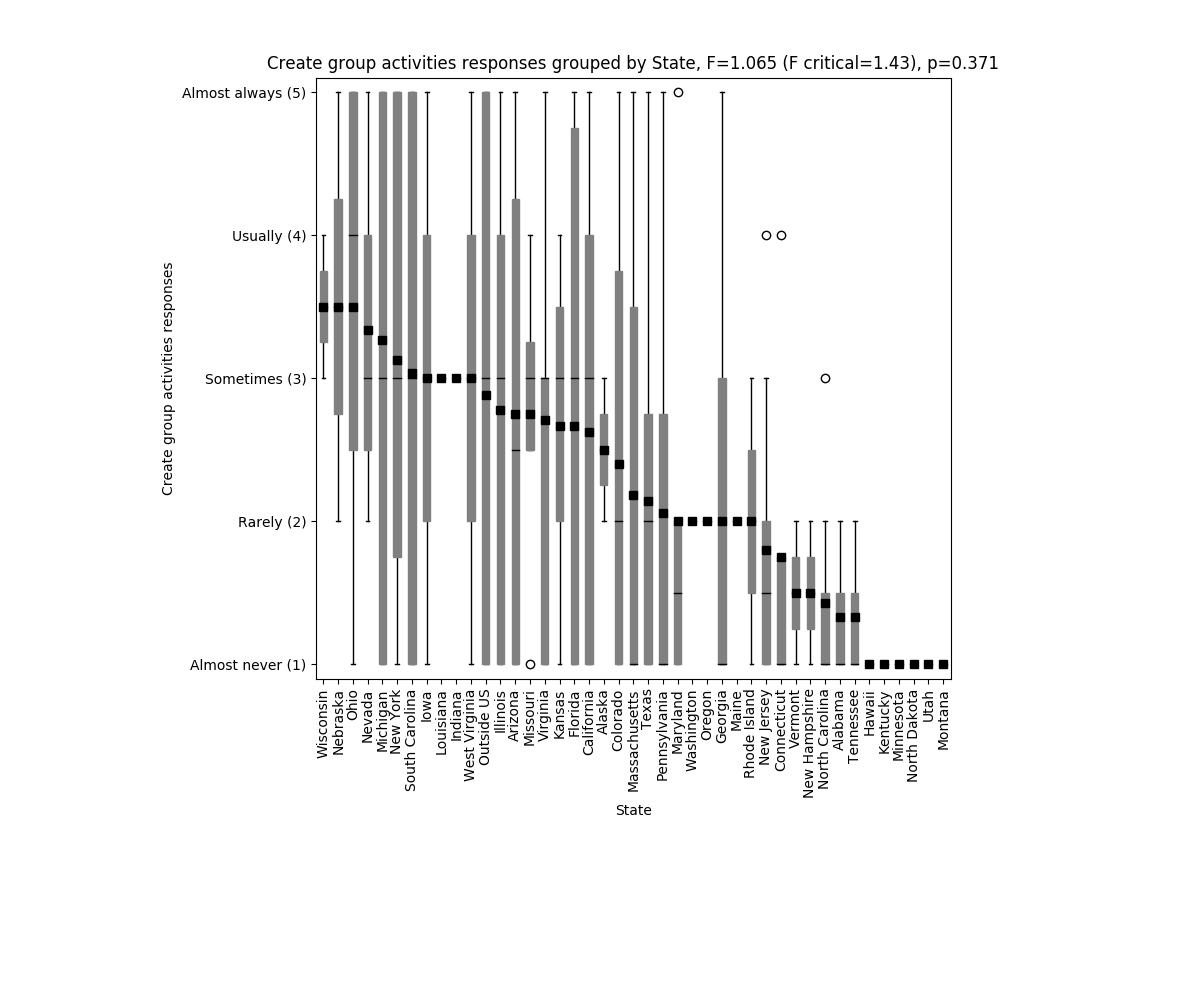 Create group activities responses grouped by State, F=1.065 (F critical=1.43), p=0.371
Almost always (5)
Usually (4)
Sometimes (3)
Rarely (2)
Almost never (1)
Create group activities responses
Wisconsin
Nebraska
Ohio
Nevada
Michigan
New York
South Carolina
Iowa
Louisiana
Indiana
West Virginia
Outside US
Illinois
Arizona
Missouri
Virginia
Kansas
Florida
California
Alaska
Colorado
Massachusetts
Texas
Pennsylvania
Maryland
Washington
Oregon
Georgia
Maine
Rhode Island
New Jersey
Connecticut
Vermont
New Hampshire
North Carolina
Alabama
Tennessee
Hawaii
Kentucky
Minnesota
North Dakota
Utah
Montana
State